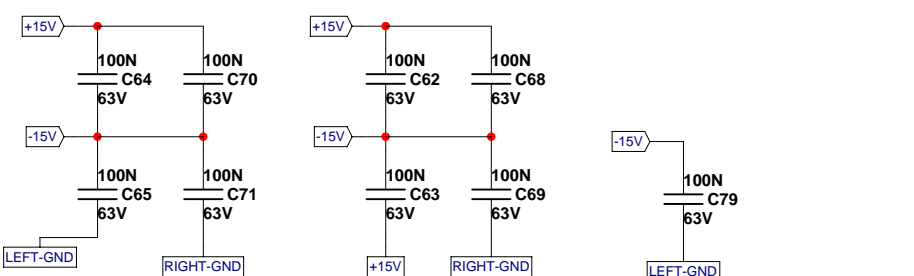 +15V
+15V
100N
100N
100N
100N
C64
C70
C62
C68
63V
63V
63V
63V
-15V
-15V
-15V
100N
100N
100N
100N
100N
C65
C71
C63
C69
C79
63V
63V
63V
63V
63V
LEFT-GND
RIGHT-GND
+15V
RIGHT-GND
LEFT-GND